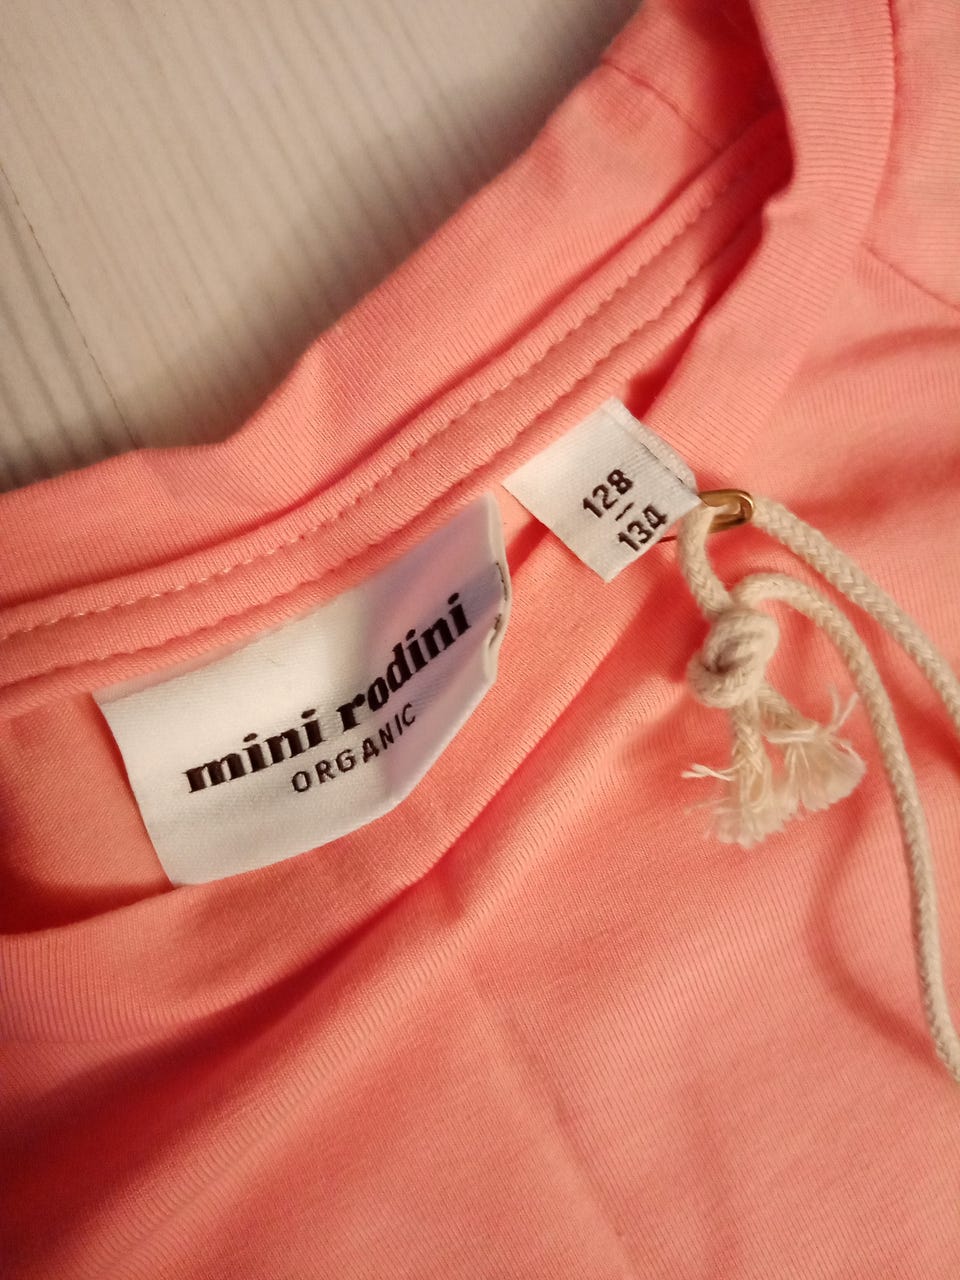 mini rodini
ORGANIC
128
–
134